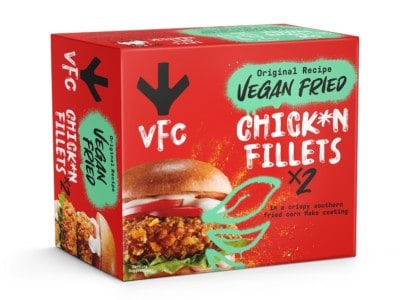 VFC
CHICK*N
FILLETS
x2
Original Recipe
VEGAN
FRIED
VFC
Original Recipe
VEGAN FRIED
CHICK*N
FILLETS
x2
in a crispy southern
fried corn flake coating